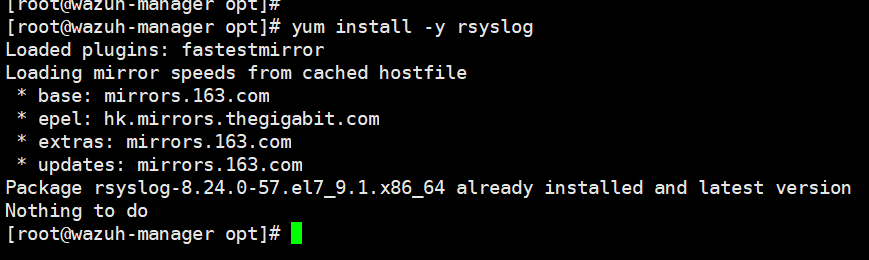 [root@wazuh-manager opt]#
[root@wazuh-manager opt]# yum install -y rsyslog
Loaded plugins: fastestmirror
Loading mirror speeds from cached hostfile
 * base: mirrors.163.com
 * epel: hk.mirrors.thegigabit.com
 * extras: mirrors.163.com
 * updates: mirrors.163.com
Package rsyslog-8.24.0-57.el7_9.1.x86_64 already installed and latest version
Nothing to do
[root@wazuh-manager opt]#